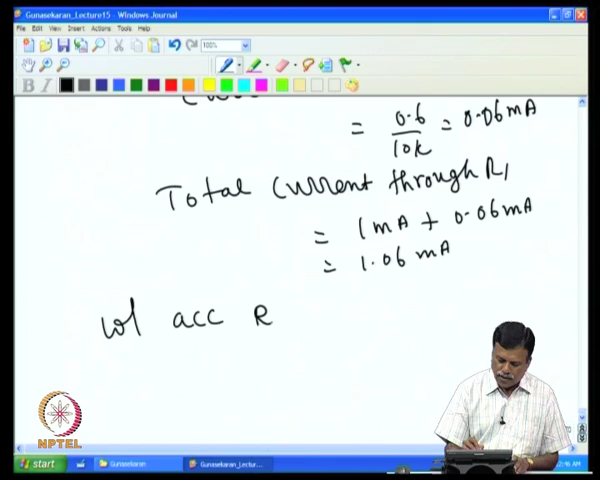 Gunasekaran_Lecture15 - Windows Journal
File Edit View Insert Actions Tools Help
100%
B I
= 0.6 / 10k = 0.06mA
Total current through R1
= 1mA + 0.06mA
= 1.06 mA
vol acc R
NPTEL
start Gunasekaran Gunasekaran_Lectur...